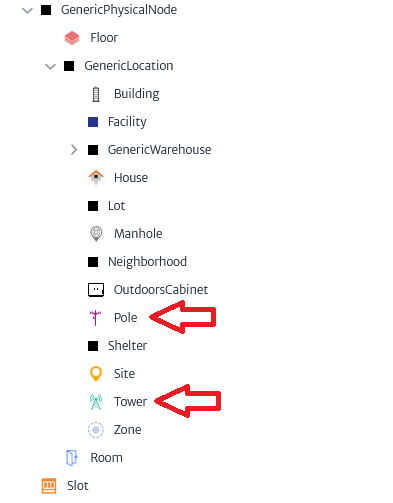 GenericPhysicalNode
Floor
GenericLocation
Building
Facility
GenericWarehouse
House
Lot
Manhole
Neighborhood
OutdoorsCabinet
Pole
Shelter
Site
Tower
Zone
Room
Slot